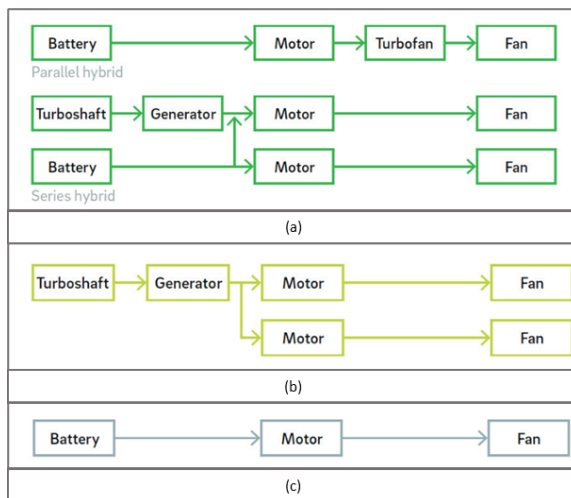 Battery Motor Turbofan Fan
Parallel hybrid
Turboshaft Generator Motor Fan
Battery Motor Fan
Series hybrid
(a)
Turboshaft Generator Motor Fan
Motor Fan
(b)
Battery Motor Fan
(c)